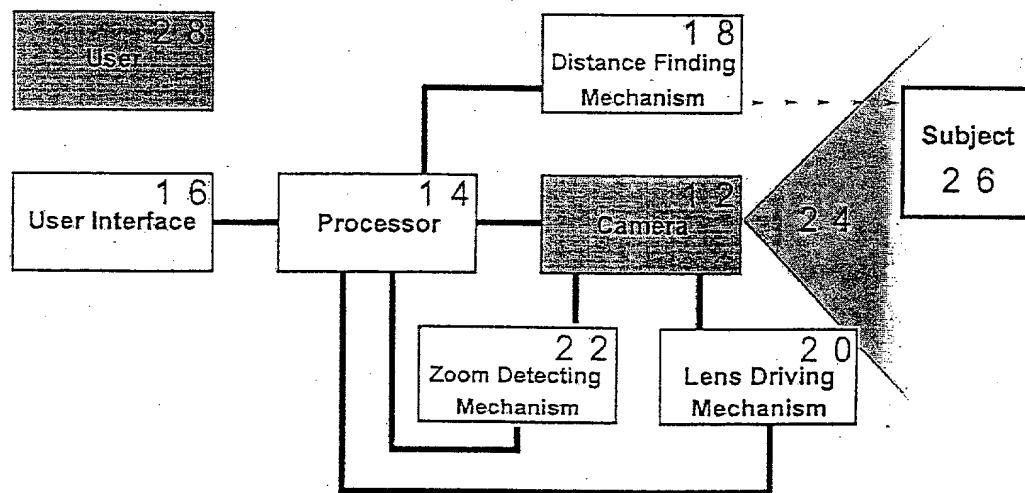 2 8
User
1 8
Distance Finding
Mechanism
Subject
2 6
1 6
User Interface
1 4
Processor
1 2
Camera
2 4
2 2
Zoom Detecting
Mechanism
2 0
Lens Driving
Mechanism